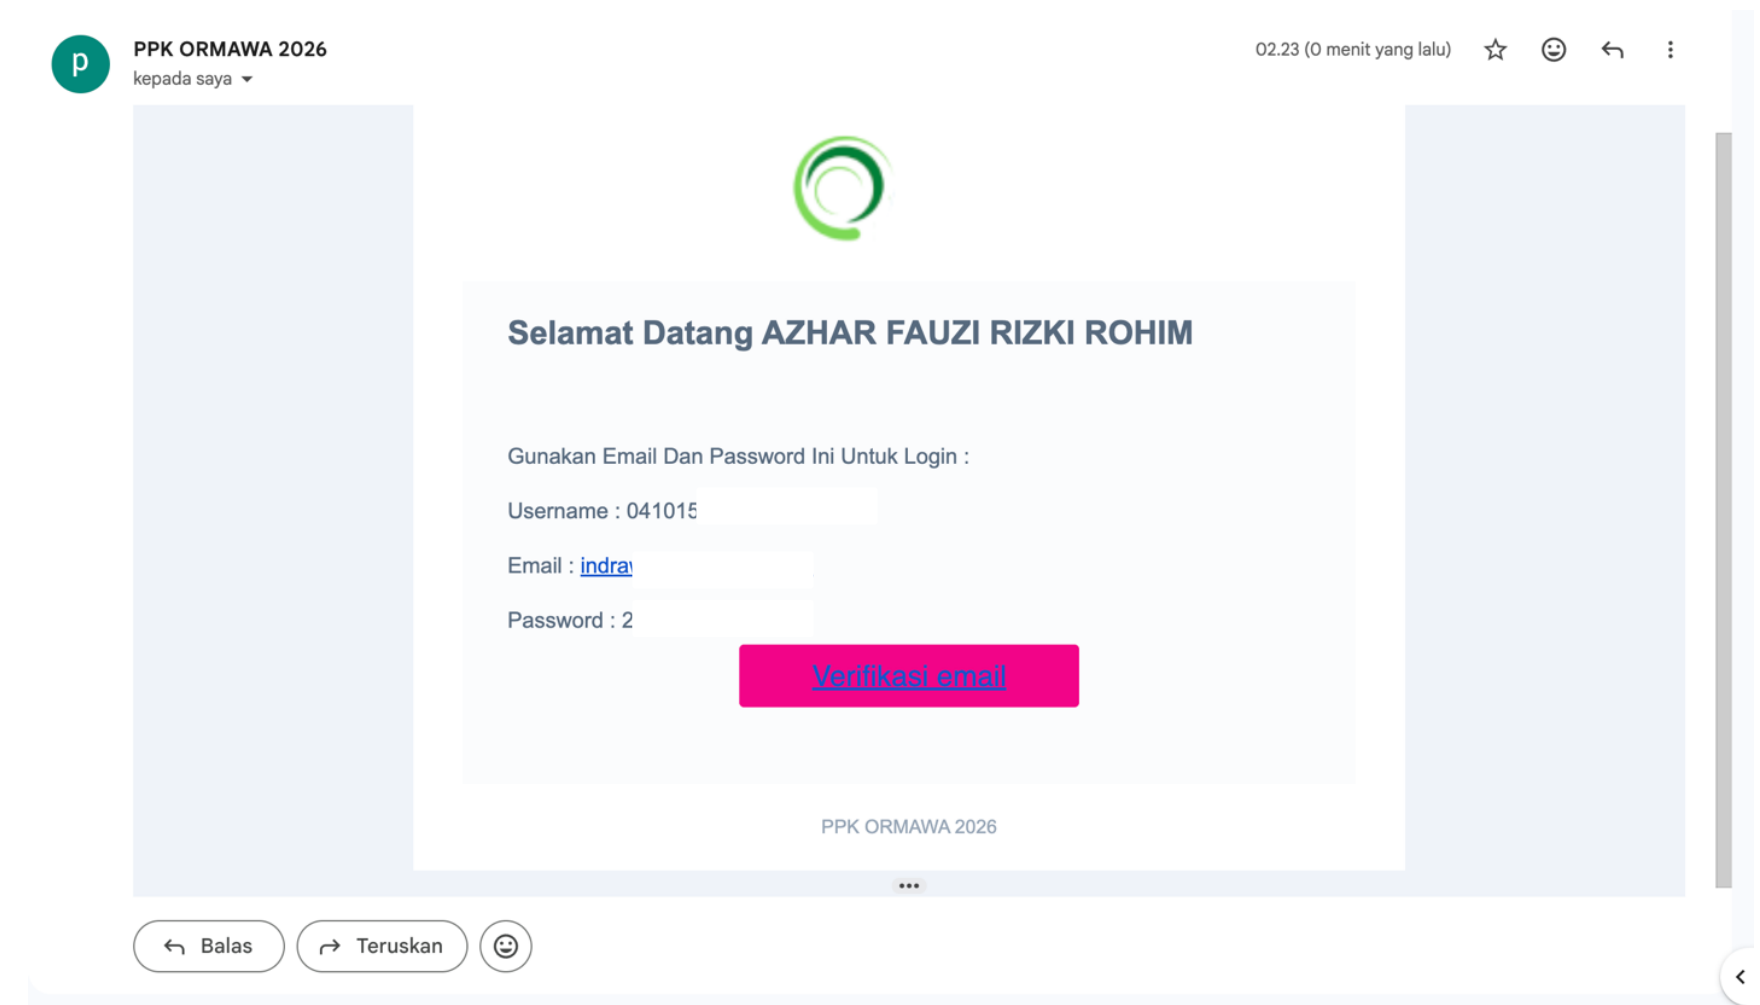 p
PPK ORMAWA 2026
02.23 (0 menit yang lalu)
kepada saya
Selamat Datang AZHAR FAUZI RIZKI ROHIM
Gunakan Email Dan Password Ini Untuk Login :
Username : 041015
Email : indra
Password : 2
Verifikasi email
PPK ORMAWA 2026
Balas
Teruskan